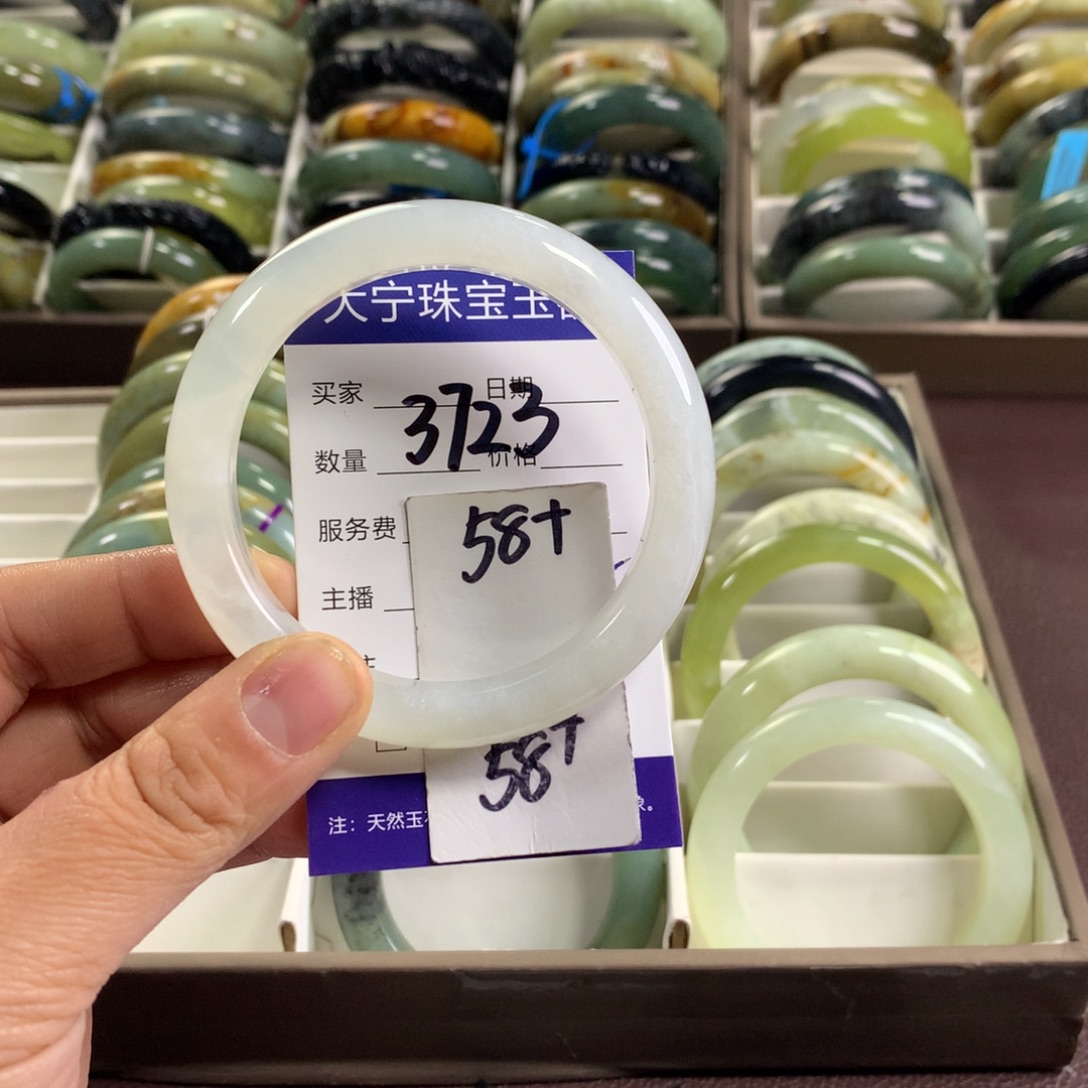 大宁珠宝玉
买家 日期
3723
数量 价格
58+
服务费
主播
58+
注：天然玉